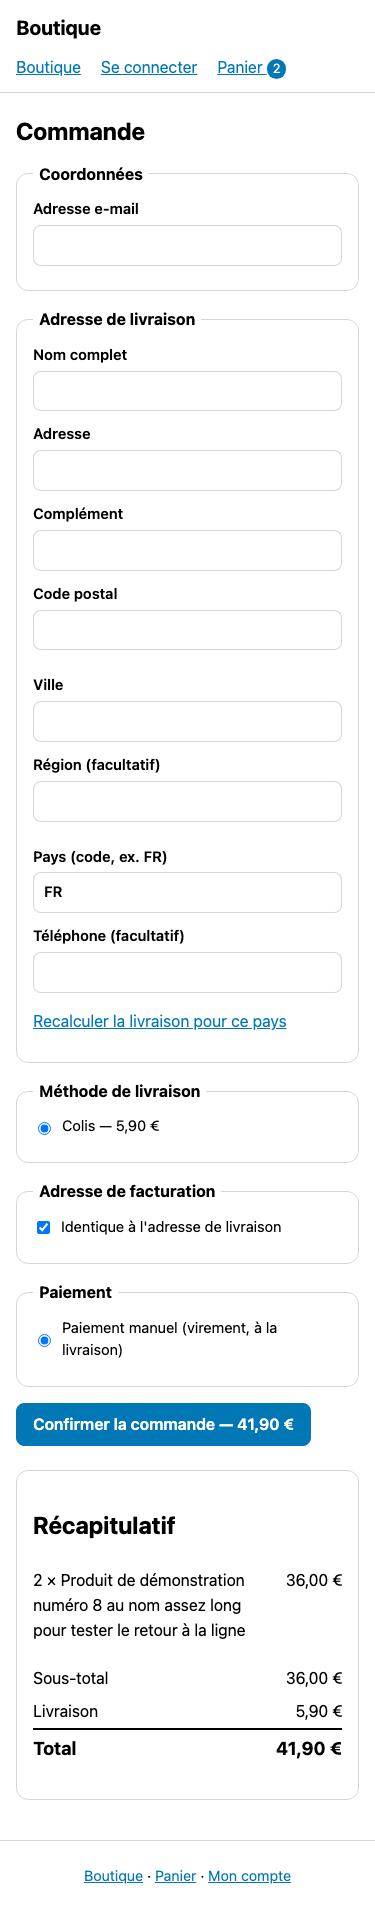 Boutique
Boutique Se connecter Panier 2
Commande
Coordonnées
Adresse e-mail
Adresse de livraison
Nom complet
Adresse
Complément
Code postal
Ville
Région (facultatif)
Pays (code, ex. FR)
FR
Téléphone (facultatif)
Recalculer la livraison pour ce pays
Méthode de livraison
Colis — 5,90 €
Adresse de facturation
Identique à l'adresse de livraison
Paiement
Paiement manuel (virement, à la
livraison)
Confirmer la commande — 41,90 €
Récapitulatif
2 × Produit de démonstration 36,00 €
numéro 8 au nom assez long
pour tester le retour à la ligne
Sous-total 36,00 €
Livraison 5,90 €
Total 41,90 €
Boutique · Panier · Mon compte